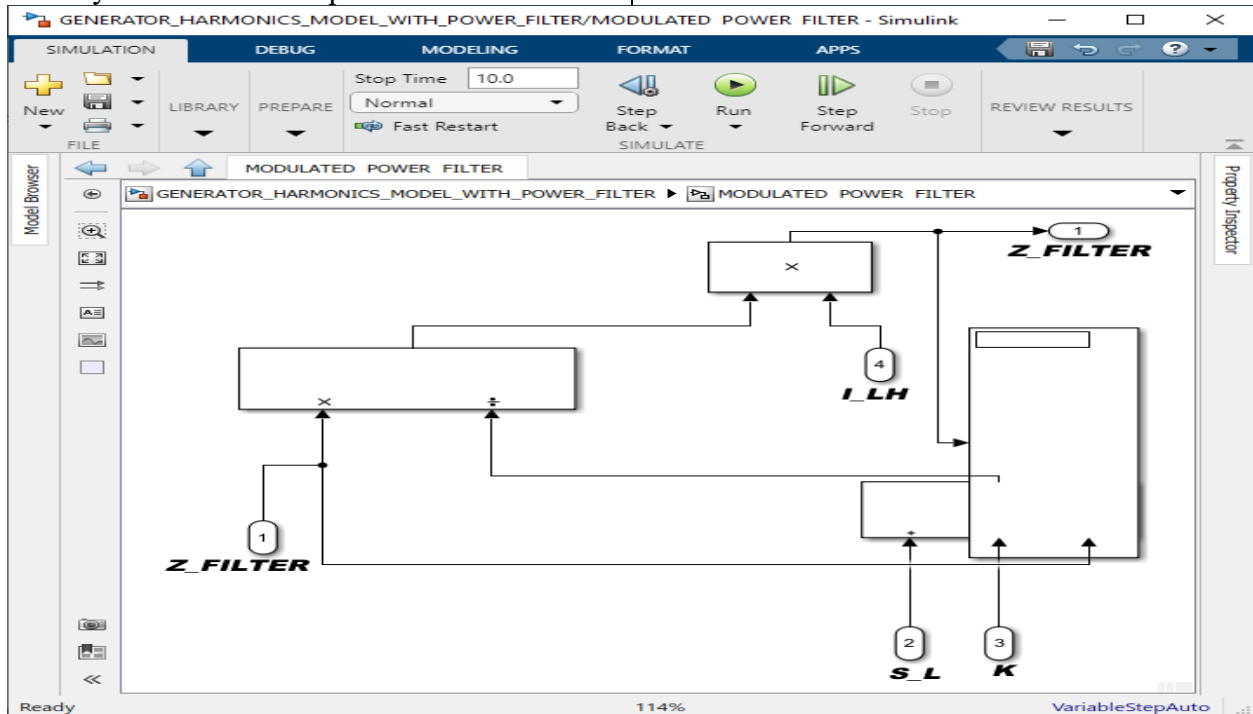 GENERATOR_HARMONICS_MODEL_WITH_POWER_FILTER/MODULATED POWER FILTER - Simulink
SIMULATION DEBUG MODELING FORMAT APPS ?
New LIBRARY PREPARE Stop Time 10.0
Normal
Fast Restart
Step Back Run Step Forward Stop REVIEW RESULTS
FILE SIMULATE
Model Browser
MODULATED POWER FILTER
Property Inspector
GENERATOR_HARMONICS_MODEL_WITH_POWER_FILTER MODULATED POWER FILTER
1
Z_FILTER
×
4
I_LH
× ÷
1
Z_FILTER
2
S_L
3
K
Ready 114% VariableStepAuto